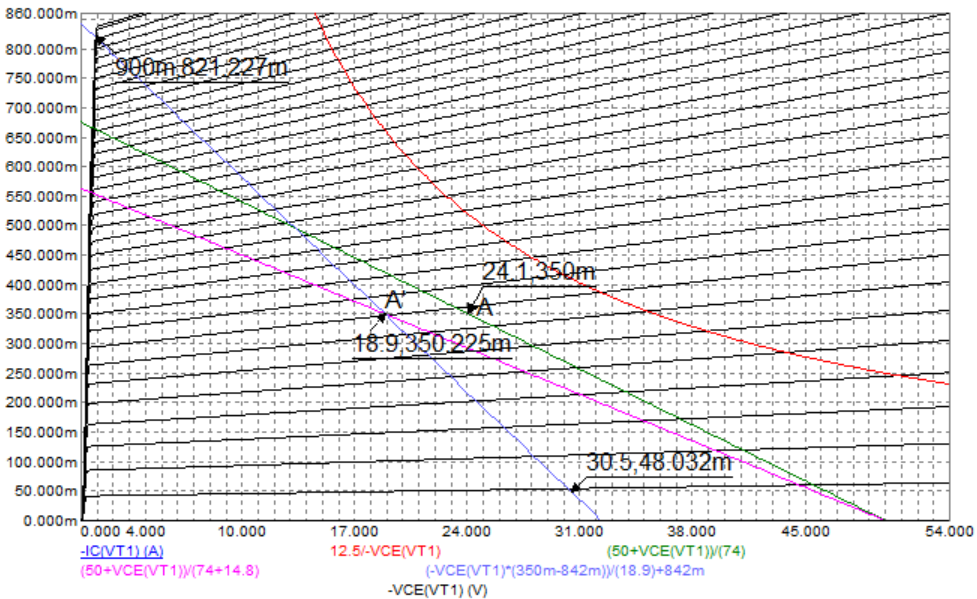 860.000m
800.000m
900m,821,227m
750.000m
700.000m
650.000m
600.000m
550.000m
500.000m
450.000m
24.1,350m
400.000m
A'
A
350.000m
18.9,350,225m
300.000m
250.000m
200.000m
150.000m
30.5,48.032m
100.000m
50.000m
0.000m
0.000 4.000 10.000 17.000 24.000 31.000 38.000 45.000 54.000
-IC(VT1) (A) 12.5/-VCE(VT1) (50+VCE(VT1))/(74)
(50+VCE(VT1))/(74+14.8) (-VCE(VT1)*(350m-842m))/(18.9)+842m
-VCE(VT1) (V)